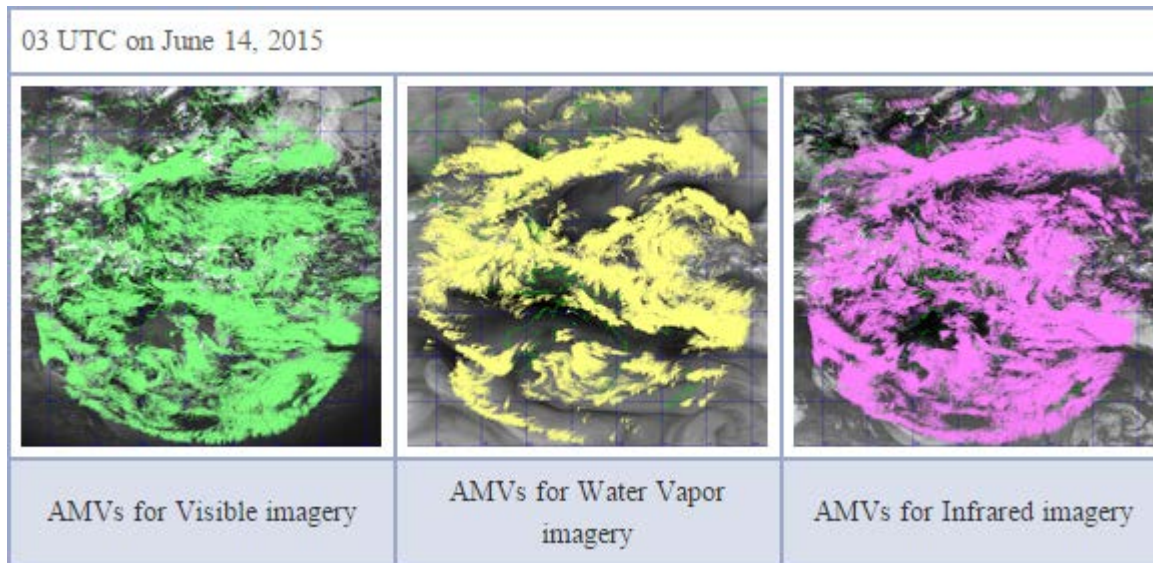 03 UTC on June 14, 2015
AMVs for Visible imagery
AMVs for Water Vapor
imagery
AMVs for Infrared imagery